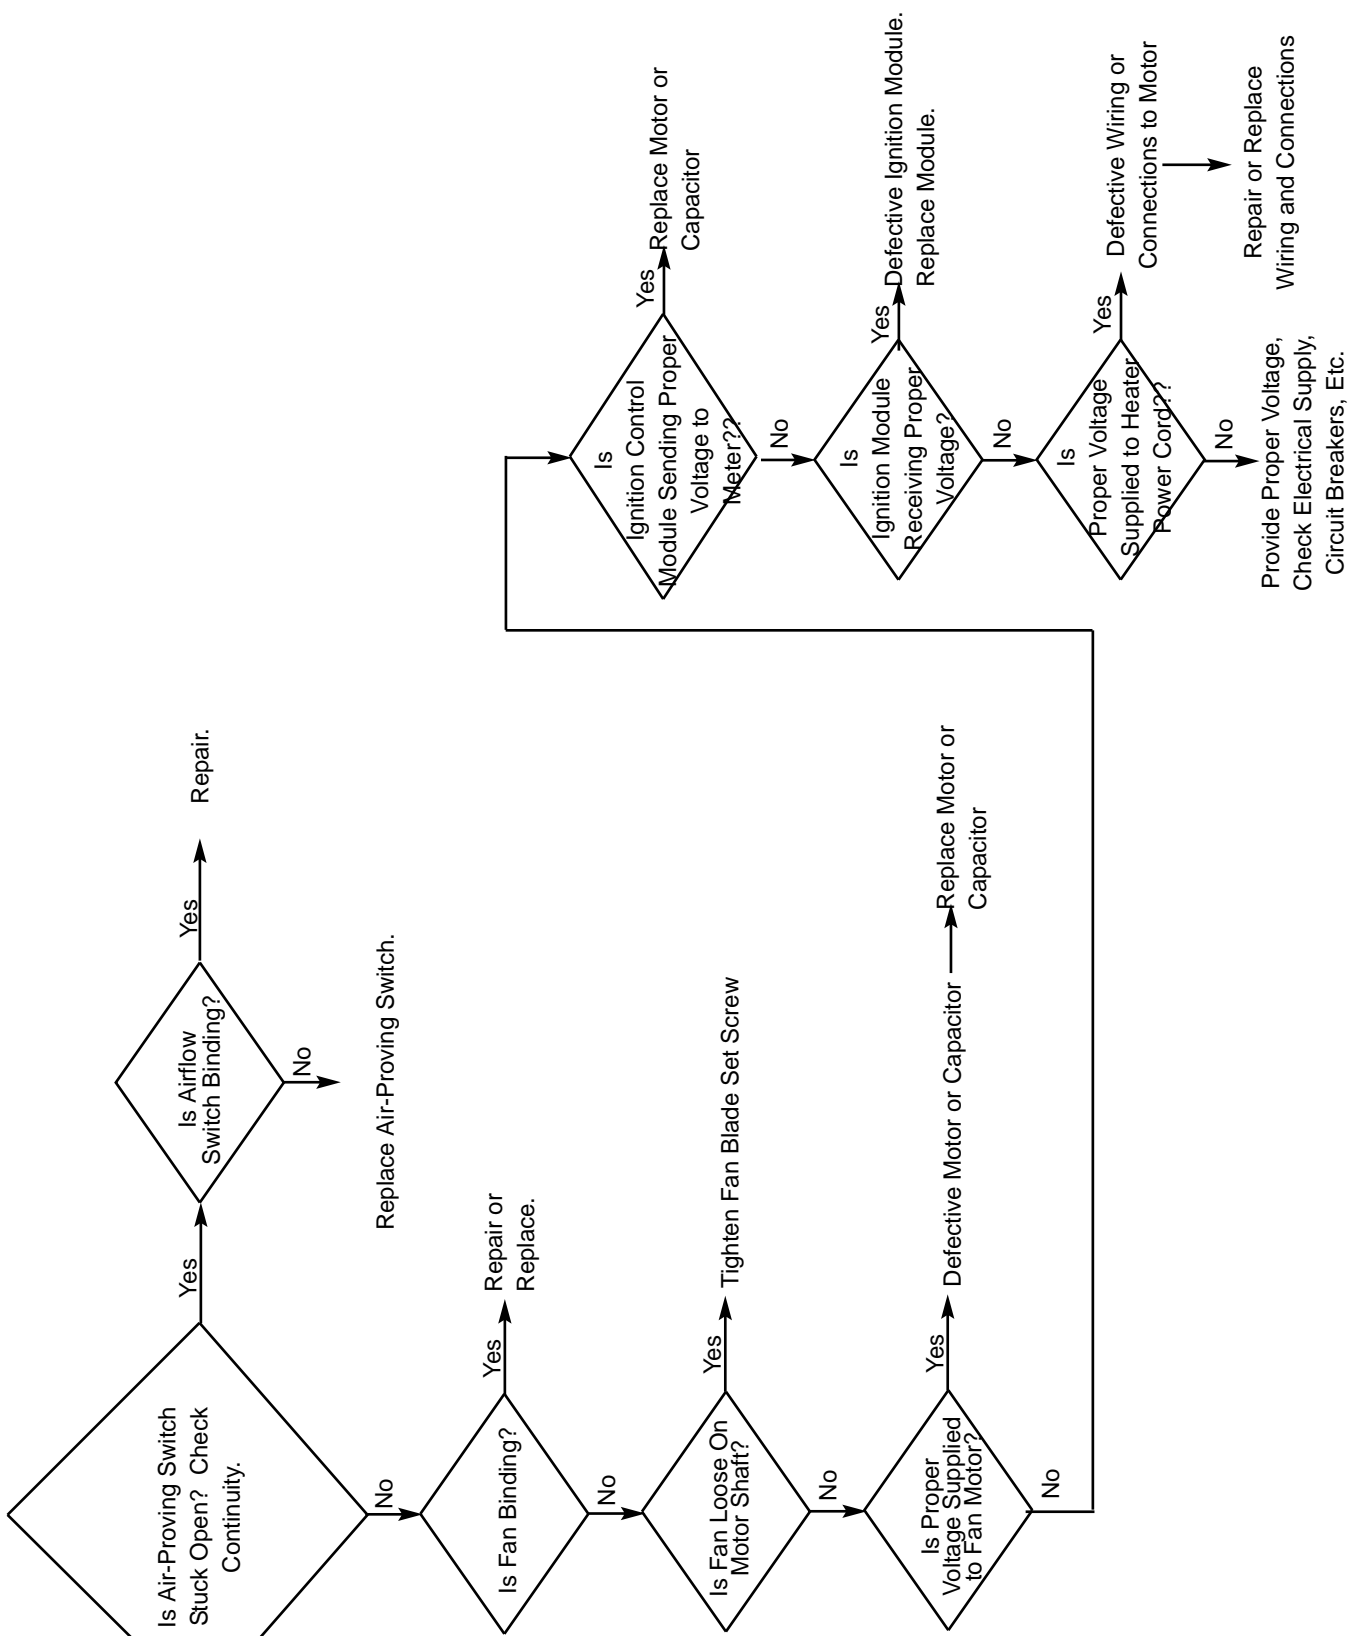 Is Air-Proving Switch
Stuck Open?  Check
Continuity.
Yes
Is Airflow
Switch Binding?
Yes
Repair.
No
Replace Air-Proving Switch.
No
Is Fan Binding?
Yes
Repair or
Replace.
No
Is Fan Loose On
Motor Shaft?
Yes
Tighten Fan Blade Set Screw
No
Is Proper
Voltage Supplied
to Fan Motor?
Yes
Defective Motor or Capacitor
Replace Motor or
Capacitor
No
Is
Ignition Control
Module Sending Proper
Voltage to
Meter??
Yes
Replace Motor or
Capacitor
No
Is
Ignition Module
Receiving Proper
Voltage?
Yes
Defective Ignition Module.
Replace Module.
No
Is
Proper Voltage
Supplied to Heater
Power Cord??
Yes
Defective Wiring or
Connections to Motor
Repair or Replace
Wiring and Connections
No
Provide Proper Voltage,
Check Electrical Supply,
Circuit Breakers, Etc.